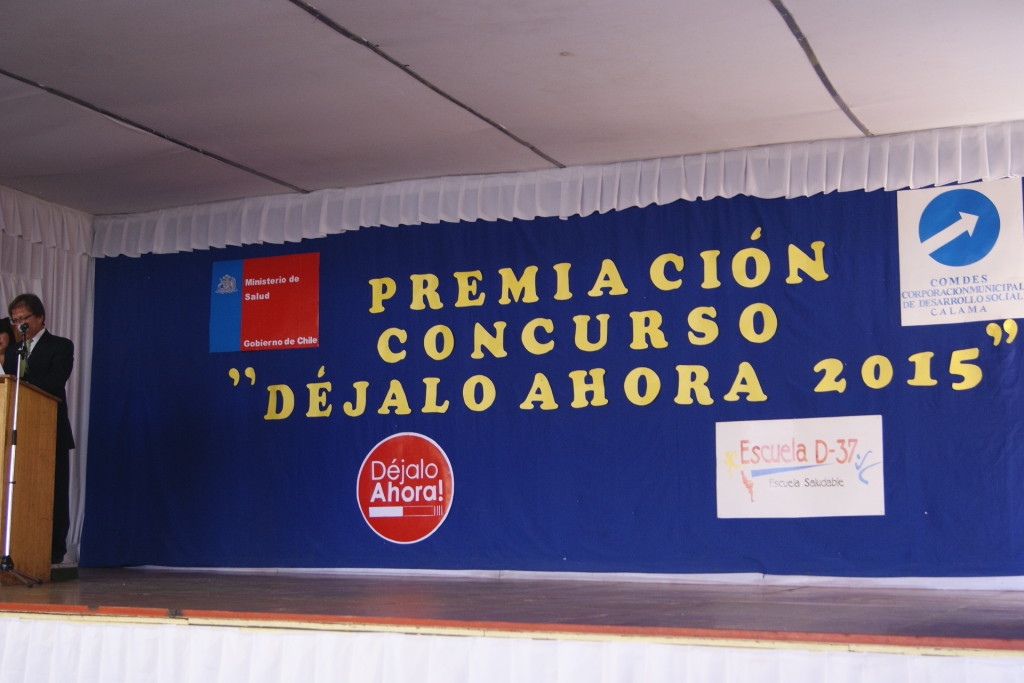 Ministerio de
Salud
Gobierno de Chile
PREMIACIÓN
CONCURSO
"DÉJALO AHORA 2015"
COMDES
CORPORACION MUNICIPAL
DE DESARROLLO SOCIAL
CALAMA
Déjalo
Ahora!
Escuela D-37
Escuela Saludable